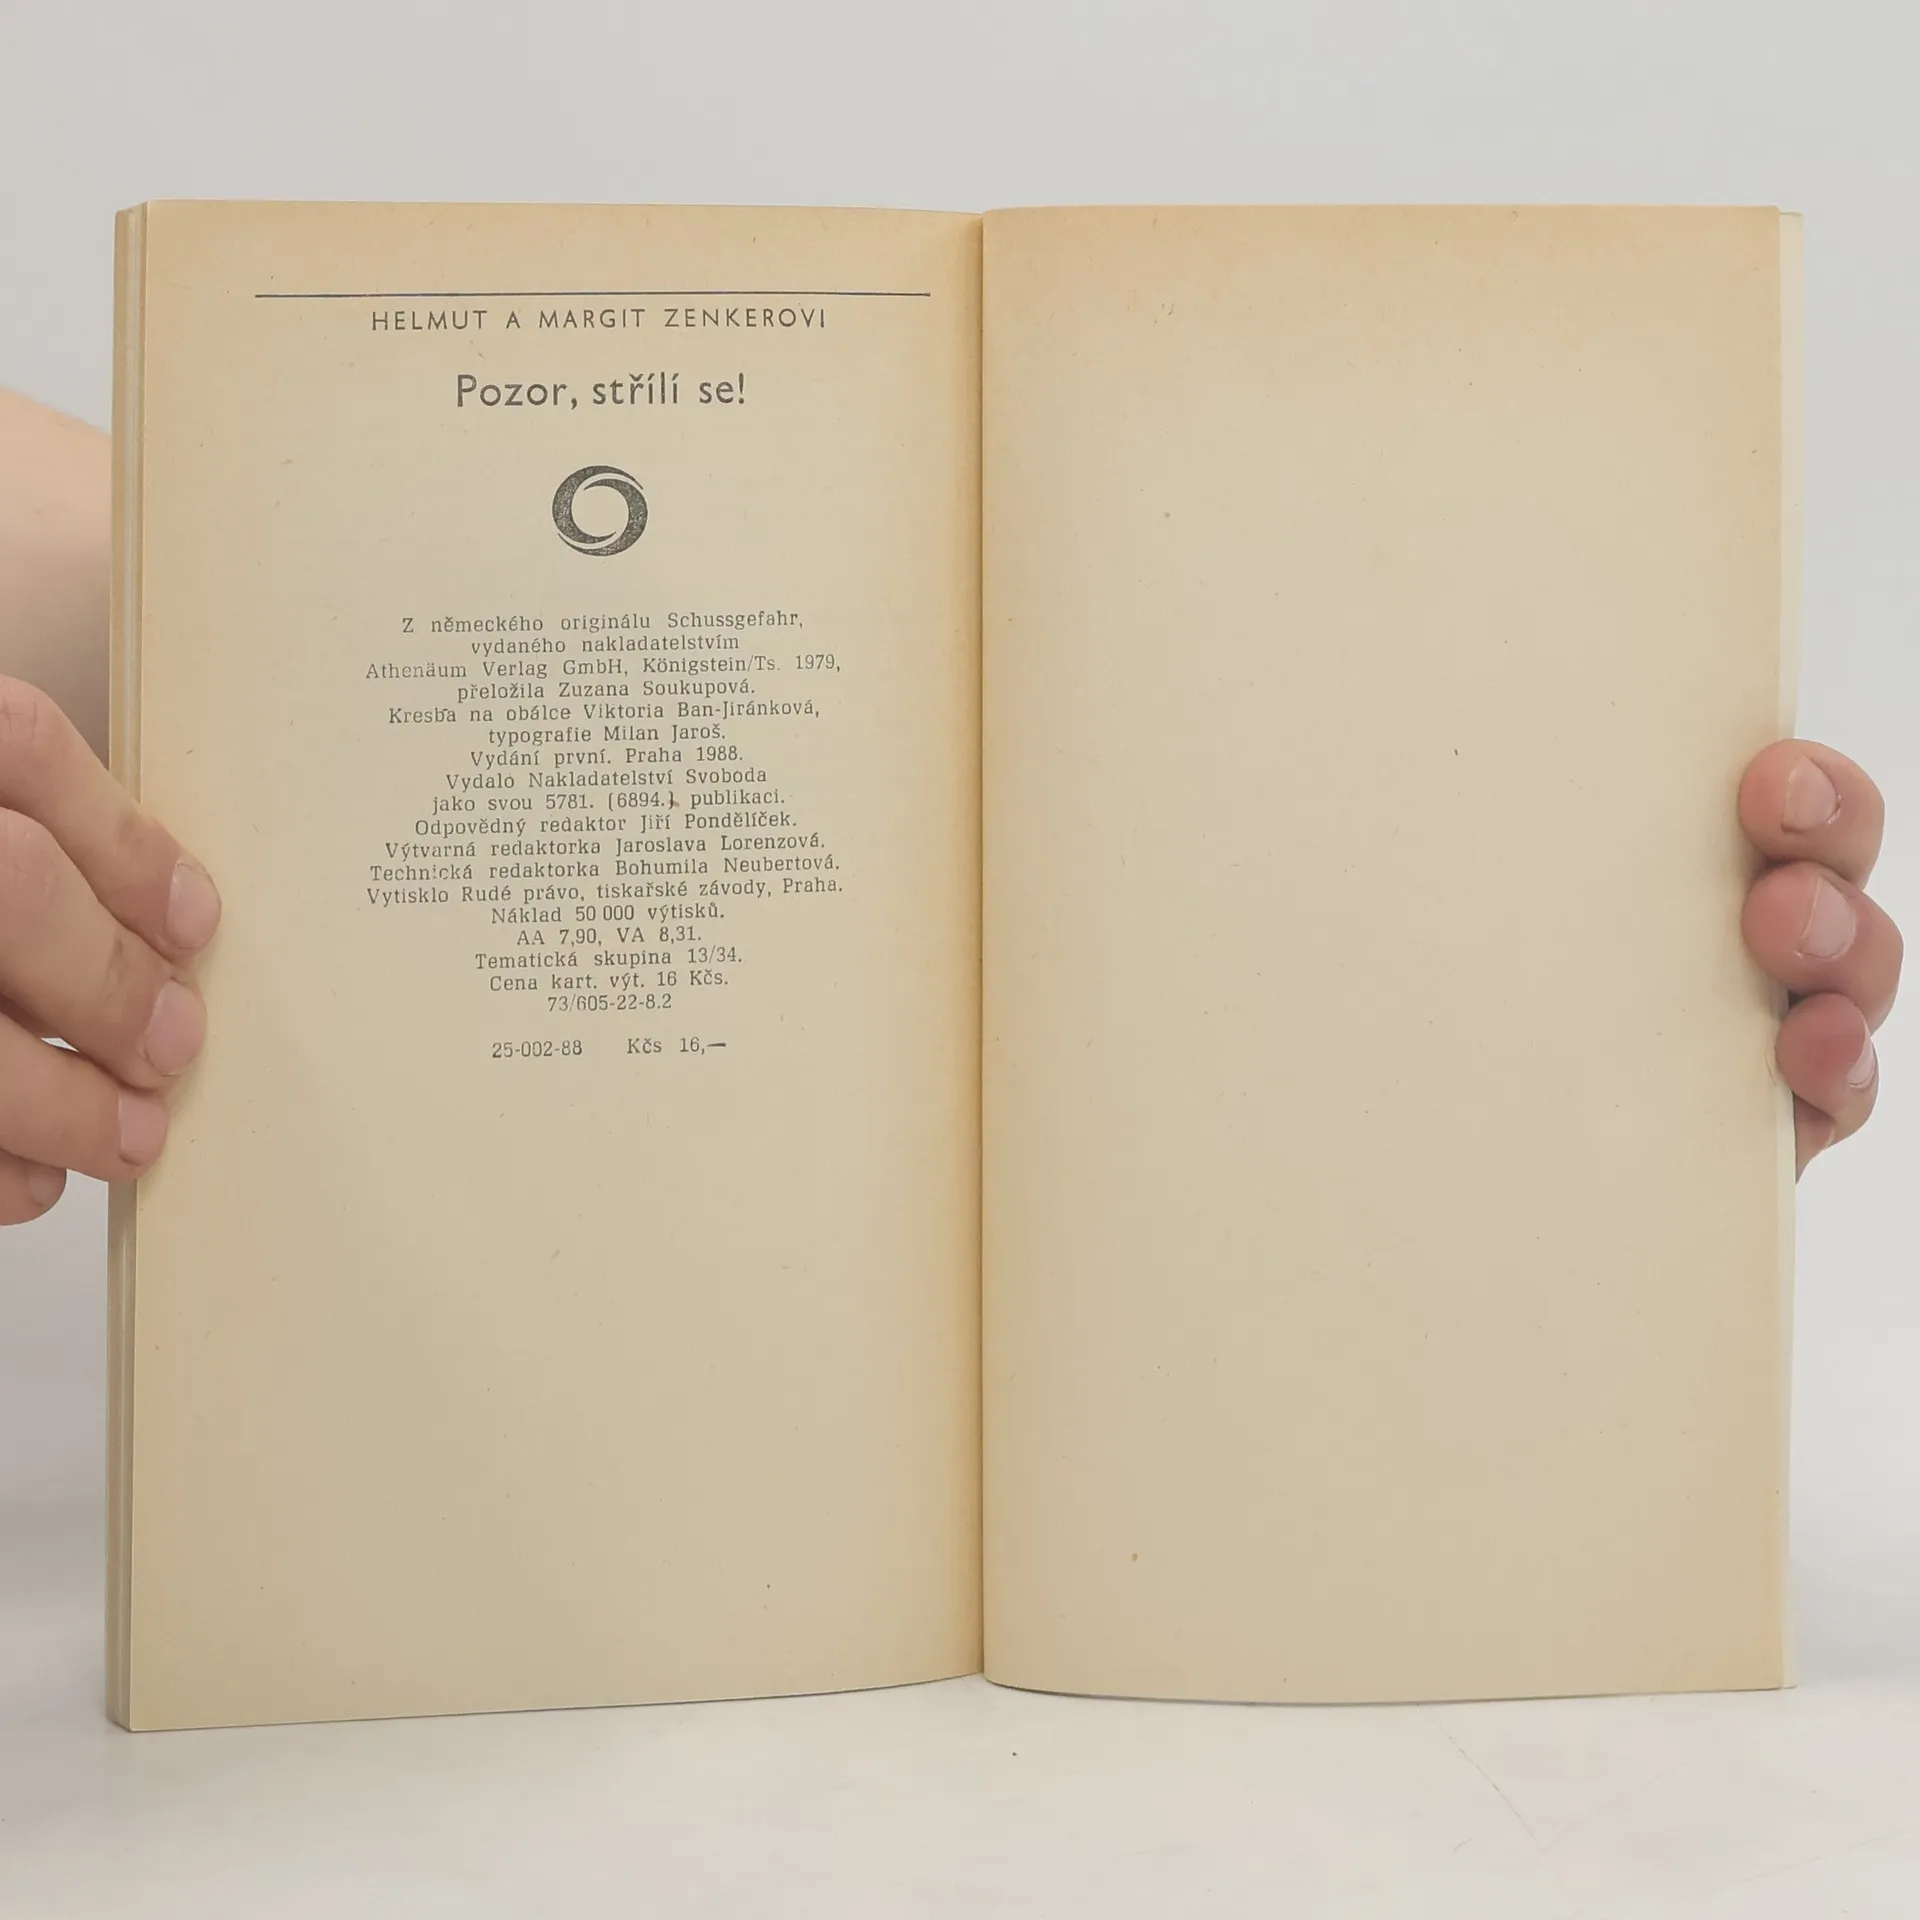 HELMUT A MARGIT ZENKEROVI
Pozor, střílí se!
Z německého originálu Schussgefahr,
vydaného nakladatelstvím
Athenäum Verlag GmbH, Königstein/Ts. 1979,
přeložila Zuzana Soukupová.
Kresba na obálce Viktoria Ban-Jiránková,
typografie Milan Jaroš.
Vydání první. Praha 1988.
Vydalo Nakladatelství Svoboda
jako svou 5781. (6894.) publikaci.
Odpovědný redaktor Jiří Pondělíček.
Výtvarná redaktorka Jaroslava Lorenzová.
Technická redaktorka Bohumila Neubertová.
Vytisklo Rudé právo, tiskařské závody, Praha.
Náklad 50 000 výtisků.
AA 7,90, VA 8,31.
Tematická skupina 13/34.
Cena kart. výt. 16 Kčs.
73/605-22-8.2
25-002-88 Kčs 16,—